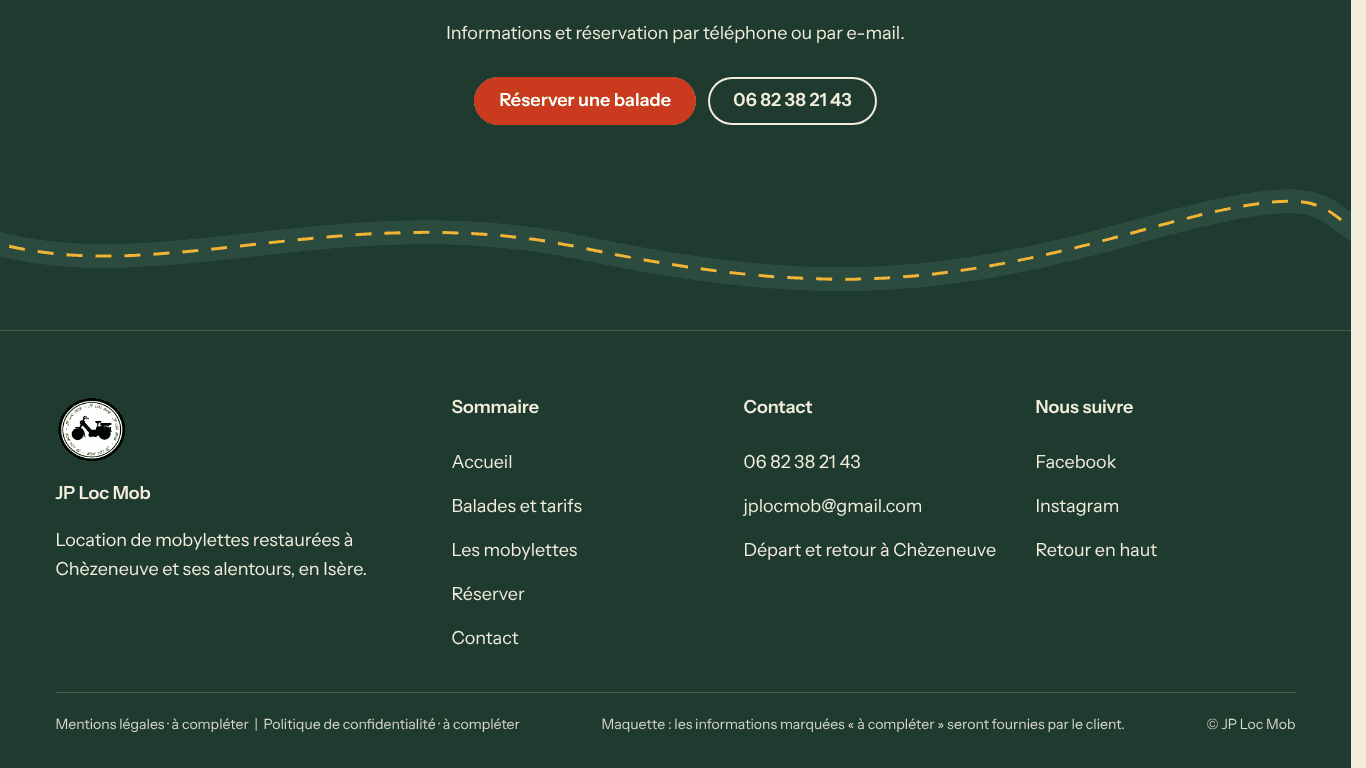 Informations et réservation par téléphone ou par e-mail.
Réserver une balade
06 82 38 21 43
JP Loc Mob
Location de mobylettes restaurées à
Chèzeneuve et ses alentours, en Isère.
Sommaire
Accueil
Balades et tarifs
Les mobylettes
Réserver
Contact
Contact
06 82 38 21 43
jplocmob@gmail.com
Départ et retour à Chèzeneuve
Nous suivre
Facebook
Instagram
Retour en haut
Mentions légales · à compléter | Politique de confidentialité · à compléter
Maquette : les informations marquées « à compléter » seront fournies par le client.
© JP Loc Mob